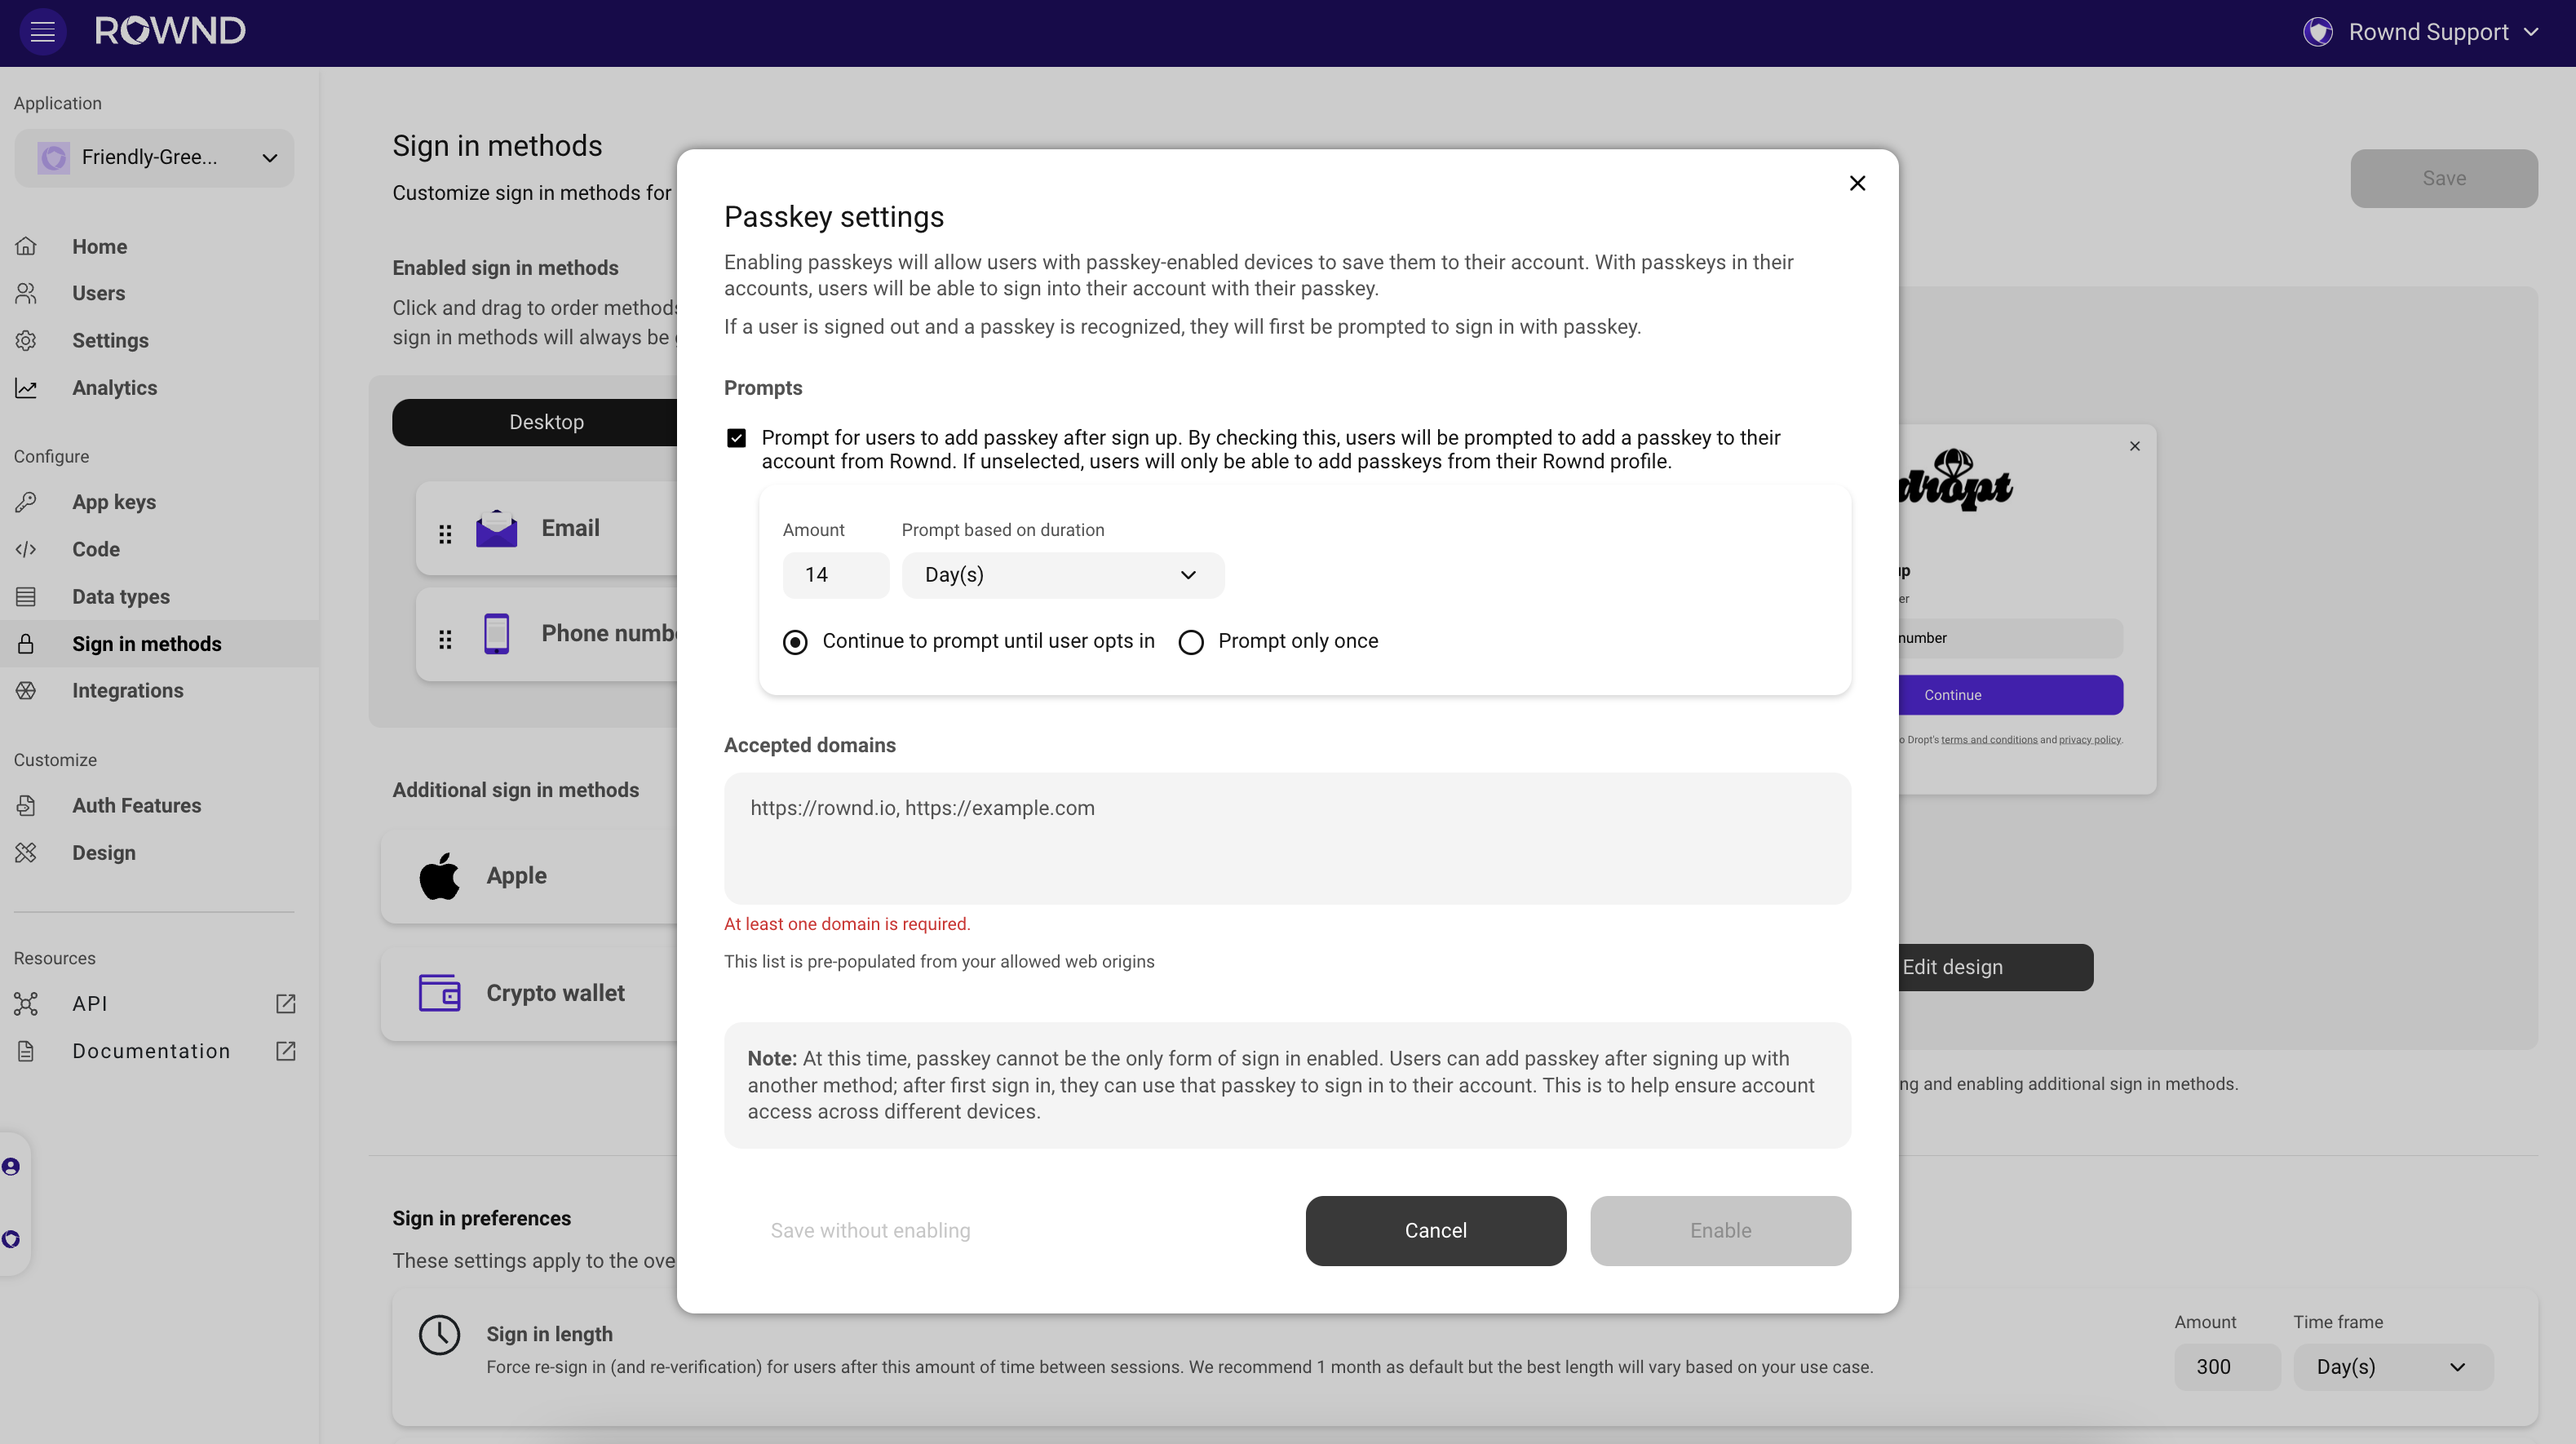 ROWND
Rownd Support
Application
Friendly-Gree...
Home
Users
Settings
Analytics
Configure
App keys
Code
Data types
Sign in methods
Integrations
Customize
Auth Features
Design
Resources
API
Documentation
Sign in methods
Customize sign in methods for
Save
Enabled sign in methods
Click and drag to order methods
sign in methods will always be
Desktop
Email
Phone numb
Additional sign in methods
Apple
Crypto wallet
Passkey settings
Enabling passkeys will allow users with passkey-enabled devices to save them to their account. With passkeys in their
accounts, users will be able to sign into their account with their passkey.
If a user is signed out and a passkey is recognized, they will first be prompted to sign in with passkey.
Prompts
Prompt for users to add passkey after sign up. By checking this, users will be prompted to add a passkey to their
account from Rownd. If unselected, users will only be able to add passkeys from their Rownd profile.
Amount
Prompt based on duration
14
Day(s)
Continue to prompt until user opts in
Prompt only once
Accepted domains
https://rownd.io, https://example.com
At least one domain is required.
This list is pre-populated from your allowed web origins
Note: At this time, passkey cannot be the only form of sign in enabled. Users can add passkey after signing up with
another method; after first sign in, they can use that passkey to sign in to their account. This is to help ensure account
access across different devices.
Save without enabling
Cancel
Enable
dropt
up
er
number
Continue
o Dropt's terms and conditions and privacy policy.
Edit design
ng and enabling additional sign in methods.
Sign in preferences
These settings apply to the ove
Sign in length
Force re-sign in (and re-verification) for users after this amount of time between sessions. We recommend 1 month as default but the best length will vary based on your use case.
Amount
Time frame
300
Day(s)